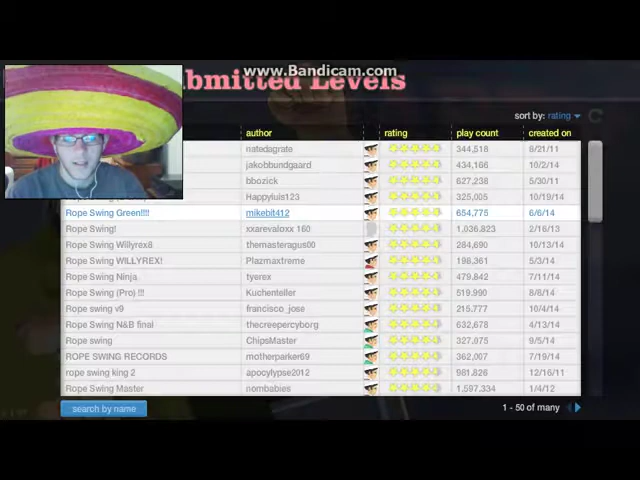 www.Bandicam.com
bmitted Levels
sort by: rating
author rating play count created on
natedagrate 344,518 8/21/11
jakobbundgaard 434,166 10/2/14
bbozick 627,238 5/30/11
Happyluis123 325,005 10/19/14
Rope Swing Green!!!! mikebit412 654,775 6/6/14
Rope Swing! xxarevaloxx 160 1,036,823 2/16/13
Rope Swing Willyrex8 themasteragus00 284,690 10/13/14
Rope Swing WILLYREX! Plazmaxtreme 198,361 5/3/14
Rope Swing Ninja tyerex 479,842 7/11/14
Rope Swing (Pro) !!! Kuchenteller 519,990 8/8/14
Rope swing v9 francisco_jose 215,777 10/4/14
Rope Swing N&B final thecreepercyborg 632,678 4/13/14
Rope swing ChipsMaster 327,075 9/5/14
ROPE SWING RECORDS motherparker69 362,007 7/19/14
rope swing king 2 apocylypse2012 981,826 12/16/11
Rope Swing Master nombabies 1,597,334 1/4/12
search by name 1 - 50 of many